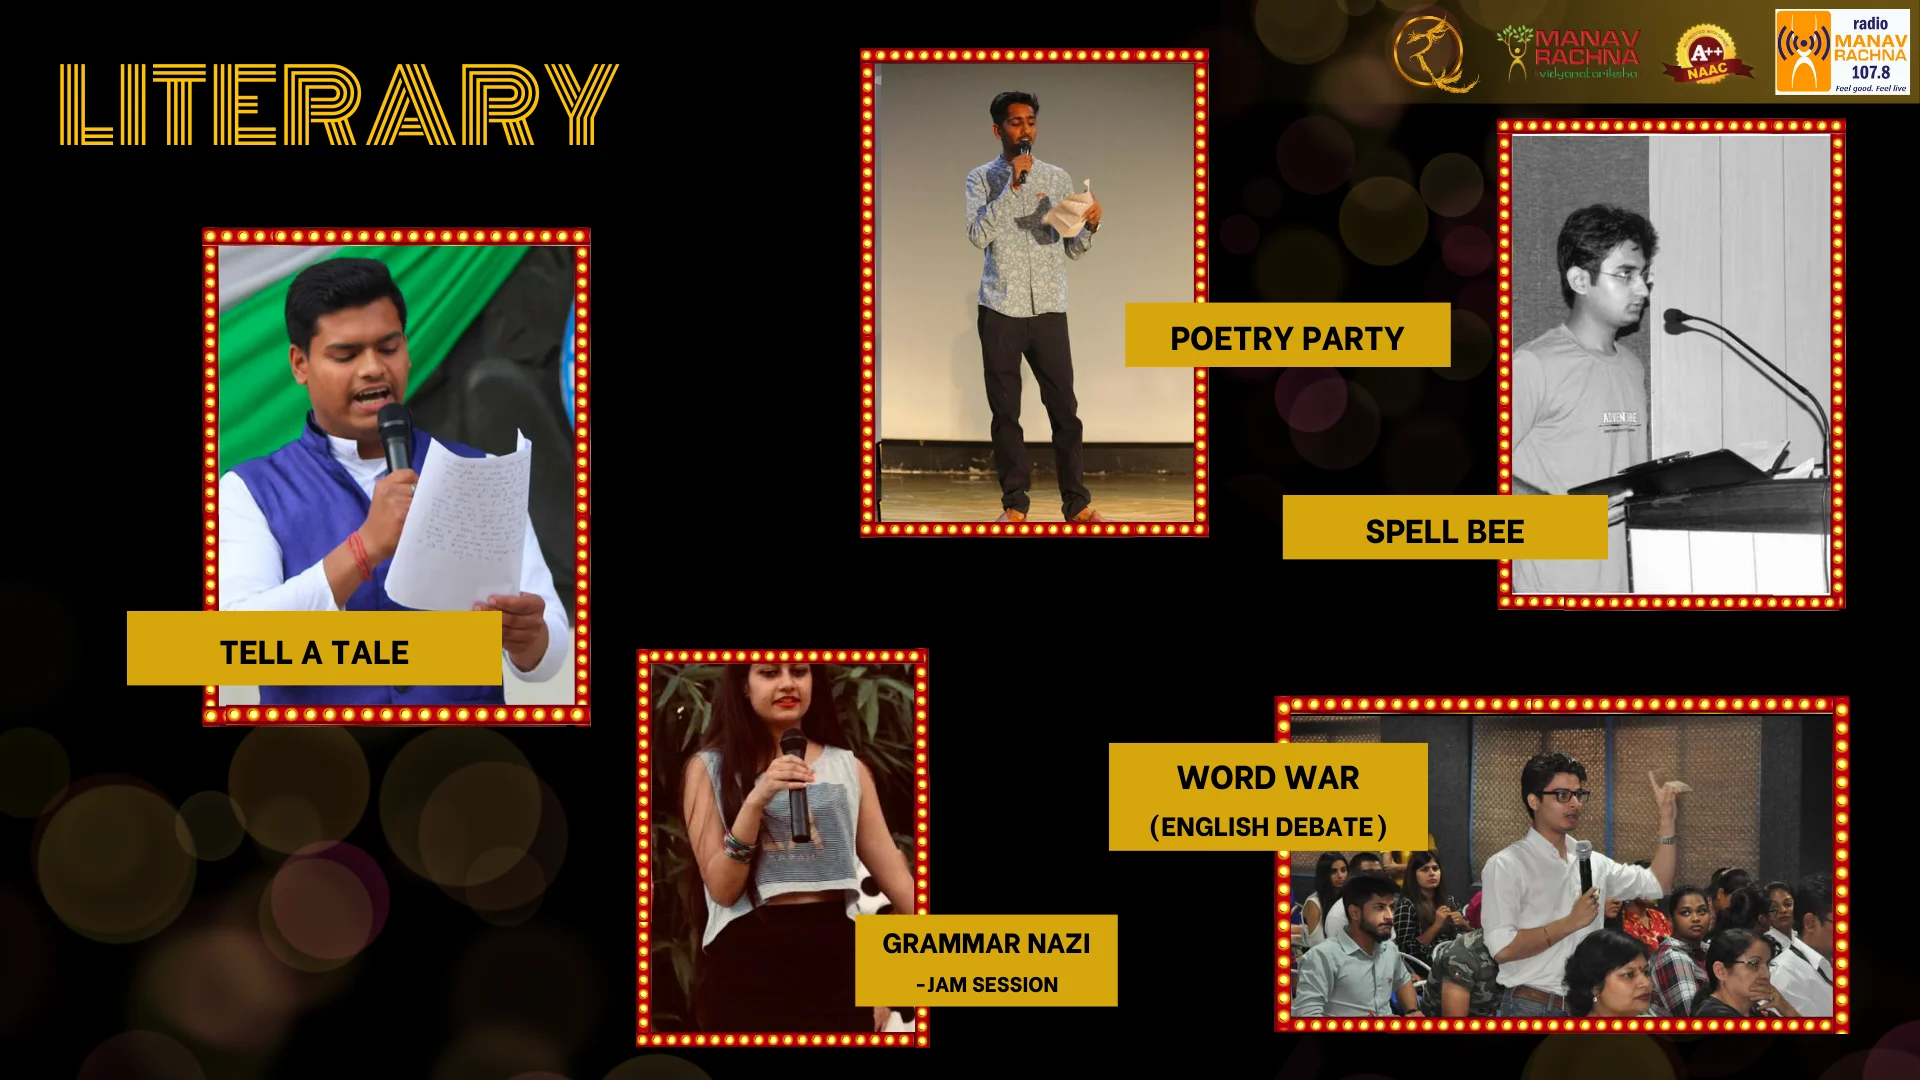 LITERARY
MANAV
RACHNA
vidyanatariksha
A++
NAAC
radio
MANAV
RACHNA
107.8
Feel good. Feel live
POETRY PARTY
SPELL BEE
TELL A TALE
WORD WAR
(ENGLISH DEBATE)
GRAMMAR NAZI
-JAM SESSION